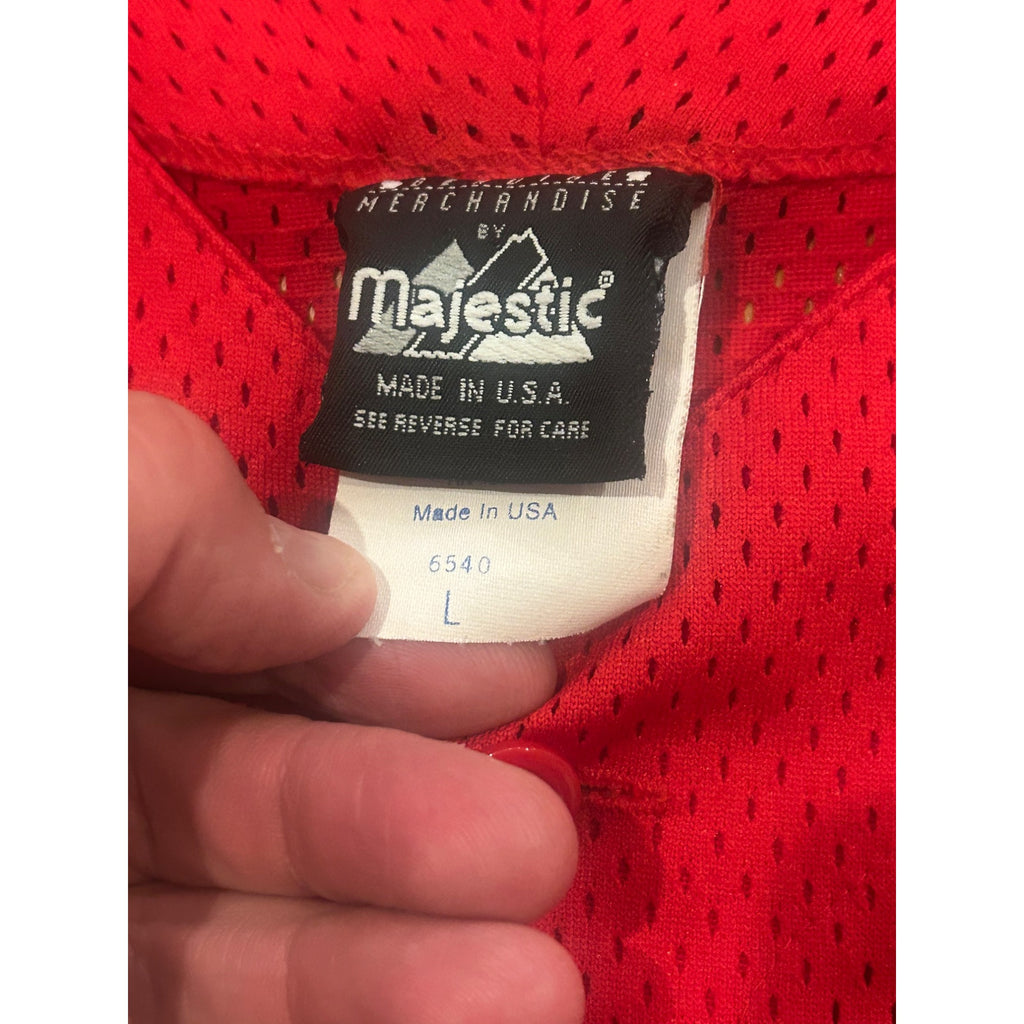 MERCHANDISE
BY
Majestic®
MADE IN U.S.A.
SEE REVERSE FOR CARE
Made In USA
6540
L